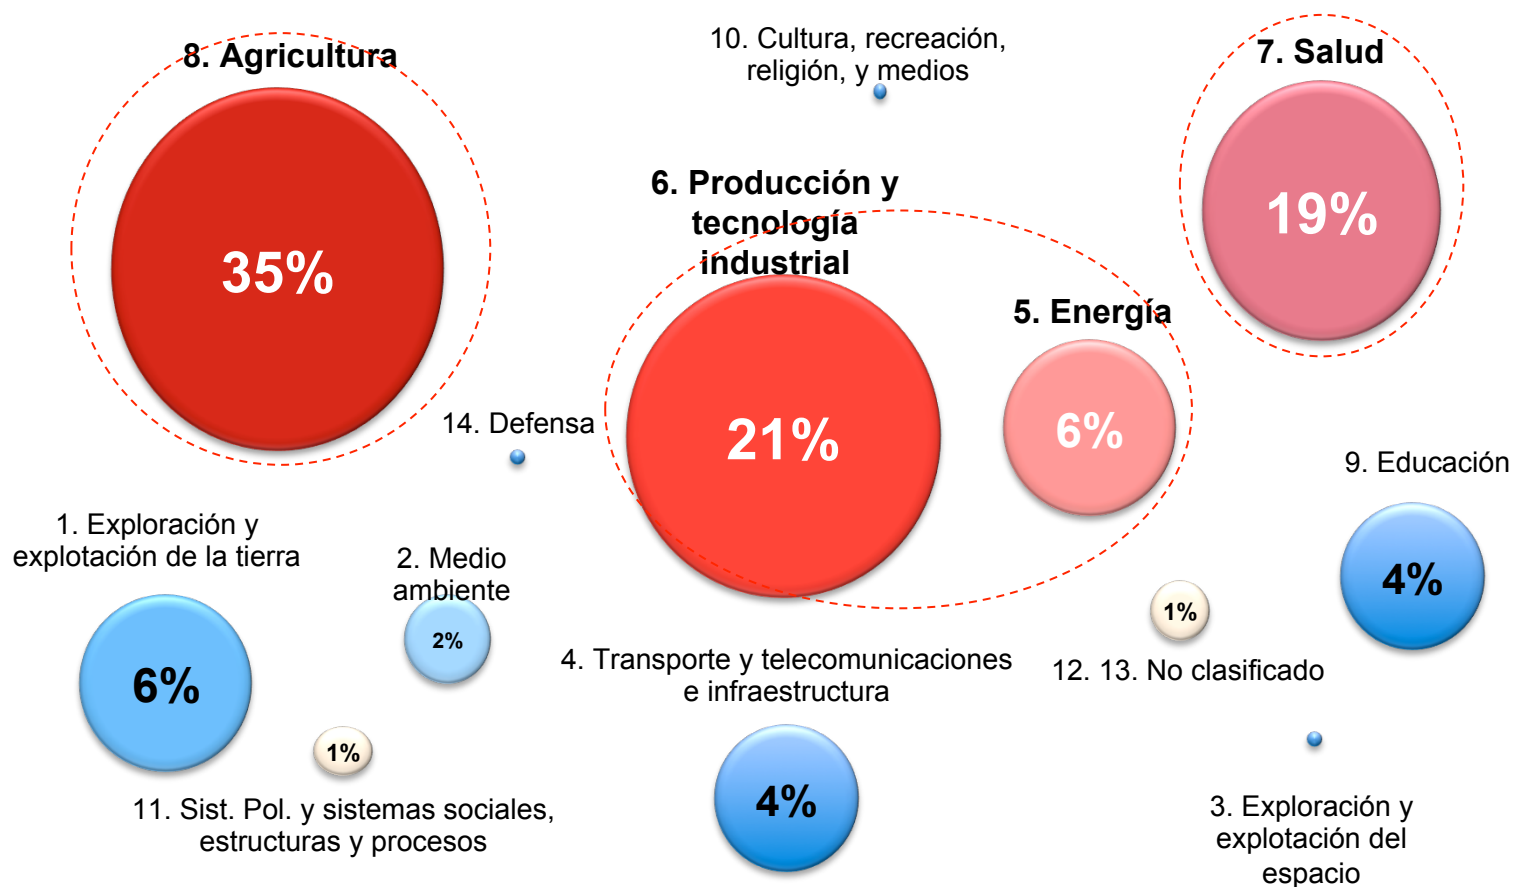 8. Agricultura
35%
10. Cultura, recreación,
religión, y medios
7. Salud
19%
6. Producción y
tecnología
industrial
21%
5. Energía
6%
14. Defensa
9. Educación
4%
1. Exploración y
explotación de la tierra
6%
2. Medio
ambiente
2%
1%
12. 13. No clasificado
4. Transporte y telecomunicaciones
e infraestructura
4%
1%
11. Sist. Pol. y sistemas sociales,
estructuras y procesos
3. Exploración y
explotación del
espacio